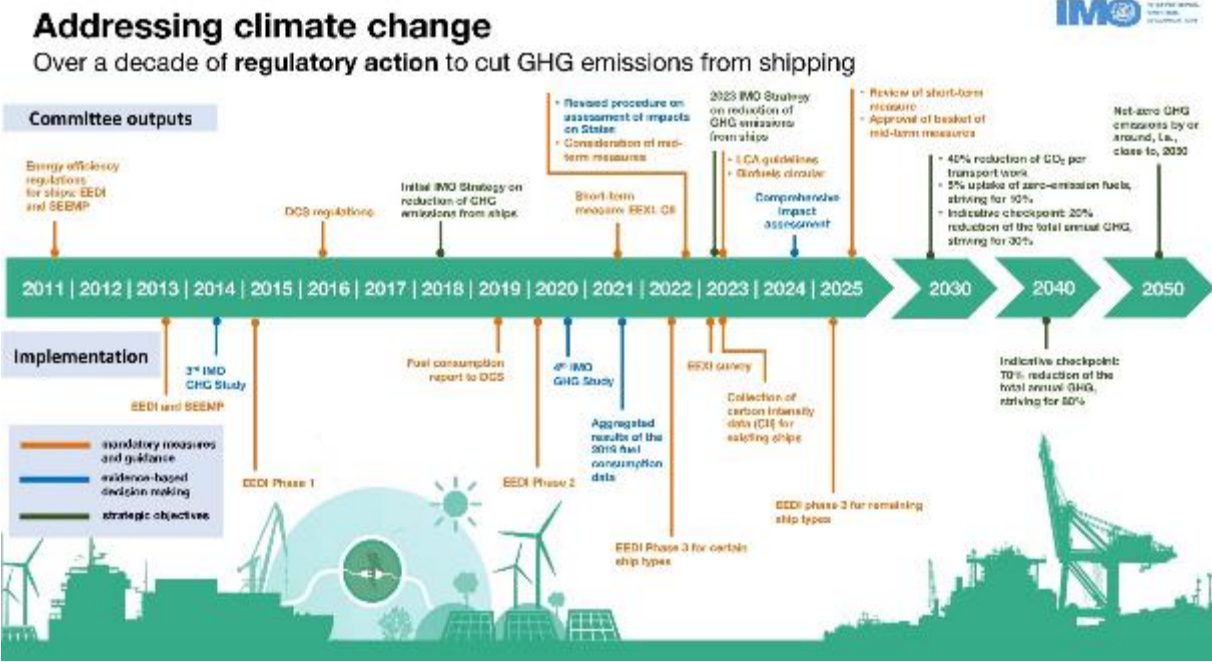 Addressing climate change
Over a decade of regulatory action to cut GHG emissions from shipping
IMO
Committee outputs
Energy efficiency
regulations
for ships: EEDI
and SEEMP
DCS regulations
Initial IMO Strategy on
reduction of GHG
emissions from ships
• Revised procedure on
assessment of impacts
on States
• Consideration of mid-
term measures
Short-term
measure: EEXI, CII
2023 IMO Strategy
on reduction of
GHG emissions
from ships
• LCA guidelines
• Biofuels circular
Comprehensive
impact
assessment
• Review of short-term
measure
• Approval of basket of
mid-term measures
• 40% reduction of CO₂ per
transport work
• 5% uptake of zero-emission fuels,
striving for 10%
• Indicative checkpoint: 20%
reduction of the total annual GHG,
striving for 30%
Net-zero GHG
emissions by or
around, i.e.,
close to, 2050
2011 | 2012 | 2013 | 2014 | 2015 | 2016 | 2017 | 2018 | 2019 | 2020 | 2021 | 2022 | 2023 | 2024 | 2025
2030
2040
2050
Implementation
EEDI and SEEMP
3rd IMO
GHG Study
EEDI Phase 1
Fuel consumption
report to DCS
EEDI Phase 2
4th IMO
GHG Study
Aggregated
results of the
2019 fuel
consumption
data
EEDI Phase 3 for certain
ship types
EEXI survey
Collection of
carbon intensity
data (CII) for
existing ships
EEDI phase 3 for remaining
ship types
Indicative checkpoint:
70% reduction of the
total annual GHG,
striving for 80%
mandatory measures
and guidance
evidence-based
decision making
strategic objectives